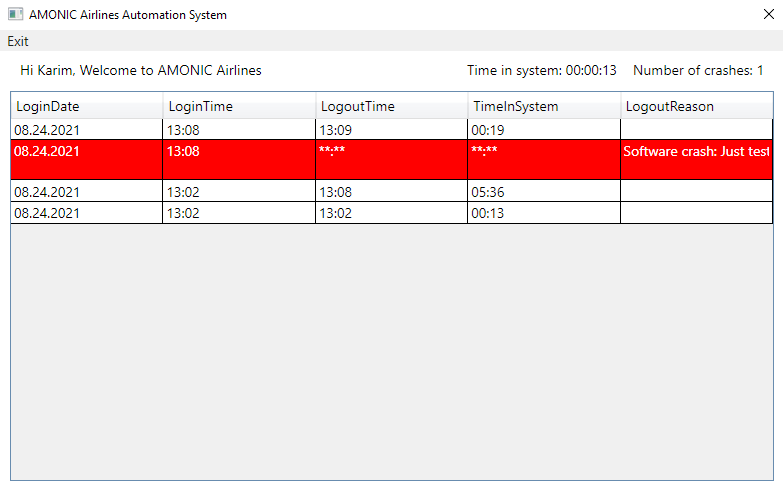 AMONIC Airlines Automation System
Exit
Hi Karim, Welcome to AMONIC Airlines Time in system: 00:00:13 Number of crashes: 1
LoginDate LoginTime LogoutTime TimeInSystem LogoutReason
08.24.2021 13:08 13:09 00:19
08.24.2021 13:08 **:** **:** Software crash: Just test
08.24.2021 13:02 13:08 05:36
08.24.2021 13:02 13:02 00:13